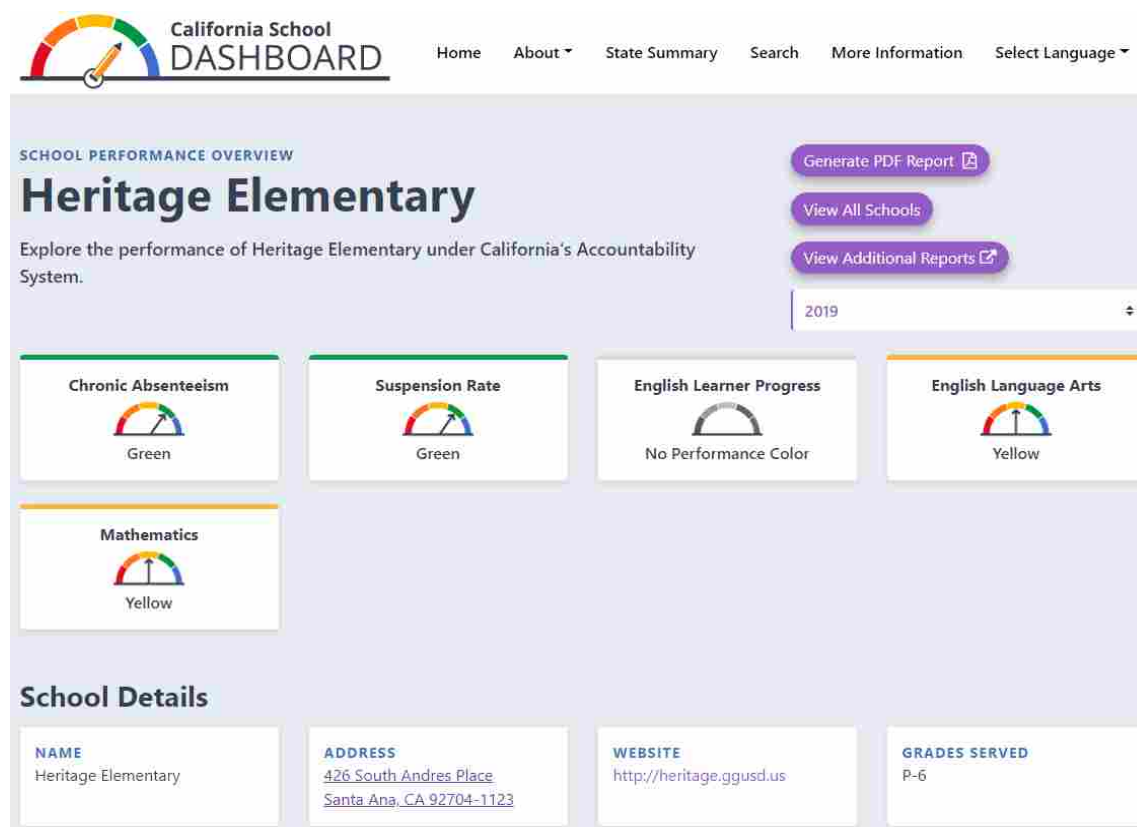 California School
DASHBOARD
Home About State Summary Search More Information Select Language
SCHOOL PERFORMANCE OVERVIEW
Heritage Elementary
Explore the performance of Heritage Elementary under California's Accountability
System.
Generate PDF Report
View All Schools
View Additional Reports
2019
Chronic Absenteeism
Green
Suspension Rate
Green
English Learner Progress
No Performance Color
English Language Arts
Yellow
Mathematics
Yellow
School Details
NAME
Heritage Elementary
ADDRESS
426 South Andres Place
Santa Ana, CA 92704-1123
WEBSITE
http://heritage.ggusd.us
GRADES SERVED
P-6